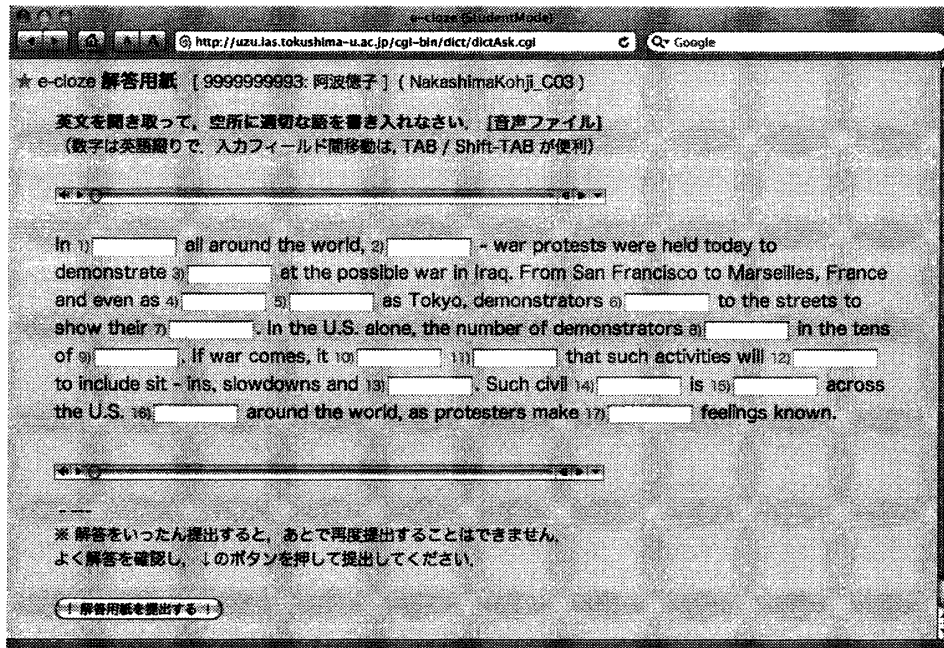 e-cloze (StudentMode)
http://uzu.ias.tokushima-u.ac.jp/cgi-bin/dict/dictAsk.cgi
Google
★ e-cloze 解答用紙 [ 9999999993: 阿波徳子 ] ( NakashimaKohji_C03 )
英文を聞き取って，空所に適切な語を書き入れなさい． [音声ファイル]
（数字は英語綴りで．入力フィールド間移動は, TAB / Shift-TAB が便利）
In 1) all around the world, 2) - war protests were held today to
demonstrate 3) at the possible war in Iraq. From San Francisco to Marseilles, France
and even as 4) 5) as Tokyo, demonstrators 6) to the streets to
show their 7) . In the U.S. alone, the number of demonstrators 8) in the tens
of 9) . If war comes, it 10) 11) that such activities will 12)
to include sit - ins, slowdowns and 13) . Such civil 14) is 15) across
the U.S. 16) around the world, as protesters make 17) feelings known.
※ 解答をいったん提出すると，あとで再度提出することはできません．
よく解答を確認し，↓のボタンを押して提出してください．
！ 解答用紙を提出する ！